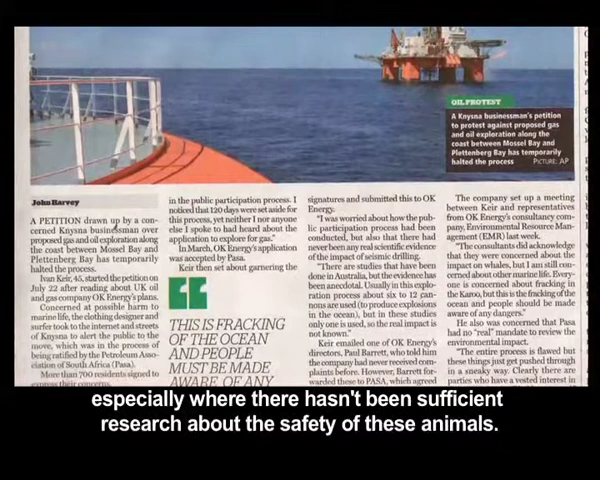 OIL PROTEST
A Knysna businessman's petition
to protest against proposed gas
and oil exploration along the
coast between Mossel Bay and
Plettenberg Bay has temporarily
halted the process PICTURE: AP
John Harvey
A PETITION drawn up by a con-
cerned Knysna businessman over
proposed gas and oil exploration along
the coast between Mossel Bay and
Plettenberg Bay has temporarily
halted the process.
Ivan Keir, 45, started the petition on
July 22 after reading about UK oil
and gas company OK Energy's plans.
Concerned at possible harm to
marine life, the clothing designer and
surfer took to the internet and streets
of Knysna to alert the public to the
move, which was in the process of
being ratified by the Petroleum Asso-
ciation of South Africa (Pasa).
More than 700 residents signed to
express their concerns.
in the public participation process. I
noticed that 120 days were set aside for
this process, yet neither I nor anyone
else I spoke to had heard about the
application to explore for gas."
In March, OK Energy's application
was accepted by Pasa.
Keir then set about garnering the
THIS IS FRACKING
OF THE OCEAN
AND PEOPLE
MUST BE MADE
AWARE OF ANY
signatures and submitted this to OK
Energy.
"I was worried about how the pub-
lic participation process had been
conducted, but also that there had
never been any real scientific evidence
of the impact of seismic drilling.
"There are studies that have been
done in Australia, but the evidence has
been anecdotal. Usually in this explo-
ration process about six to 12 can-
nons are used (to produce explosions
in the ocean), but in these studies
only one is used, so the real impact is
not known."
Keir emailed one of OK Energy's
directors, Paul Barrett, who told him
the company had never received com-
plaints before. However, Barrett for-
warded these to PASA, which agreed
The company set up a meeting
between Keir and representatives
from OK Energy's consultancy com-
pany, Environmental Resource Man-
agement (EMR) last week.
"The consultants did acknowledge
that they were concerned about the
impact on whales, but I am still con-
cerned about other marine life. Every-
one is concerned about fracking in
the Karoo, but this is the fracking of the
ocean and people should be made
aware of any dangers."
He also was concerned that Pasa
had no "real" mandate to review the
environmental impact.
"The entire process is flawed but
these things just get pushed through
in a sneaky way. Clearly there are
parties who have a vested interest in
especially where there hasn't been sufficient
research about the safety of these animals.